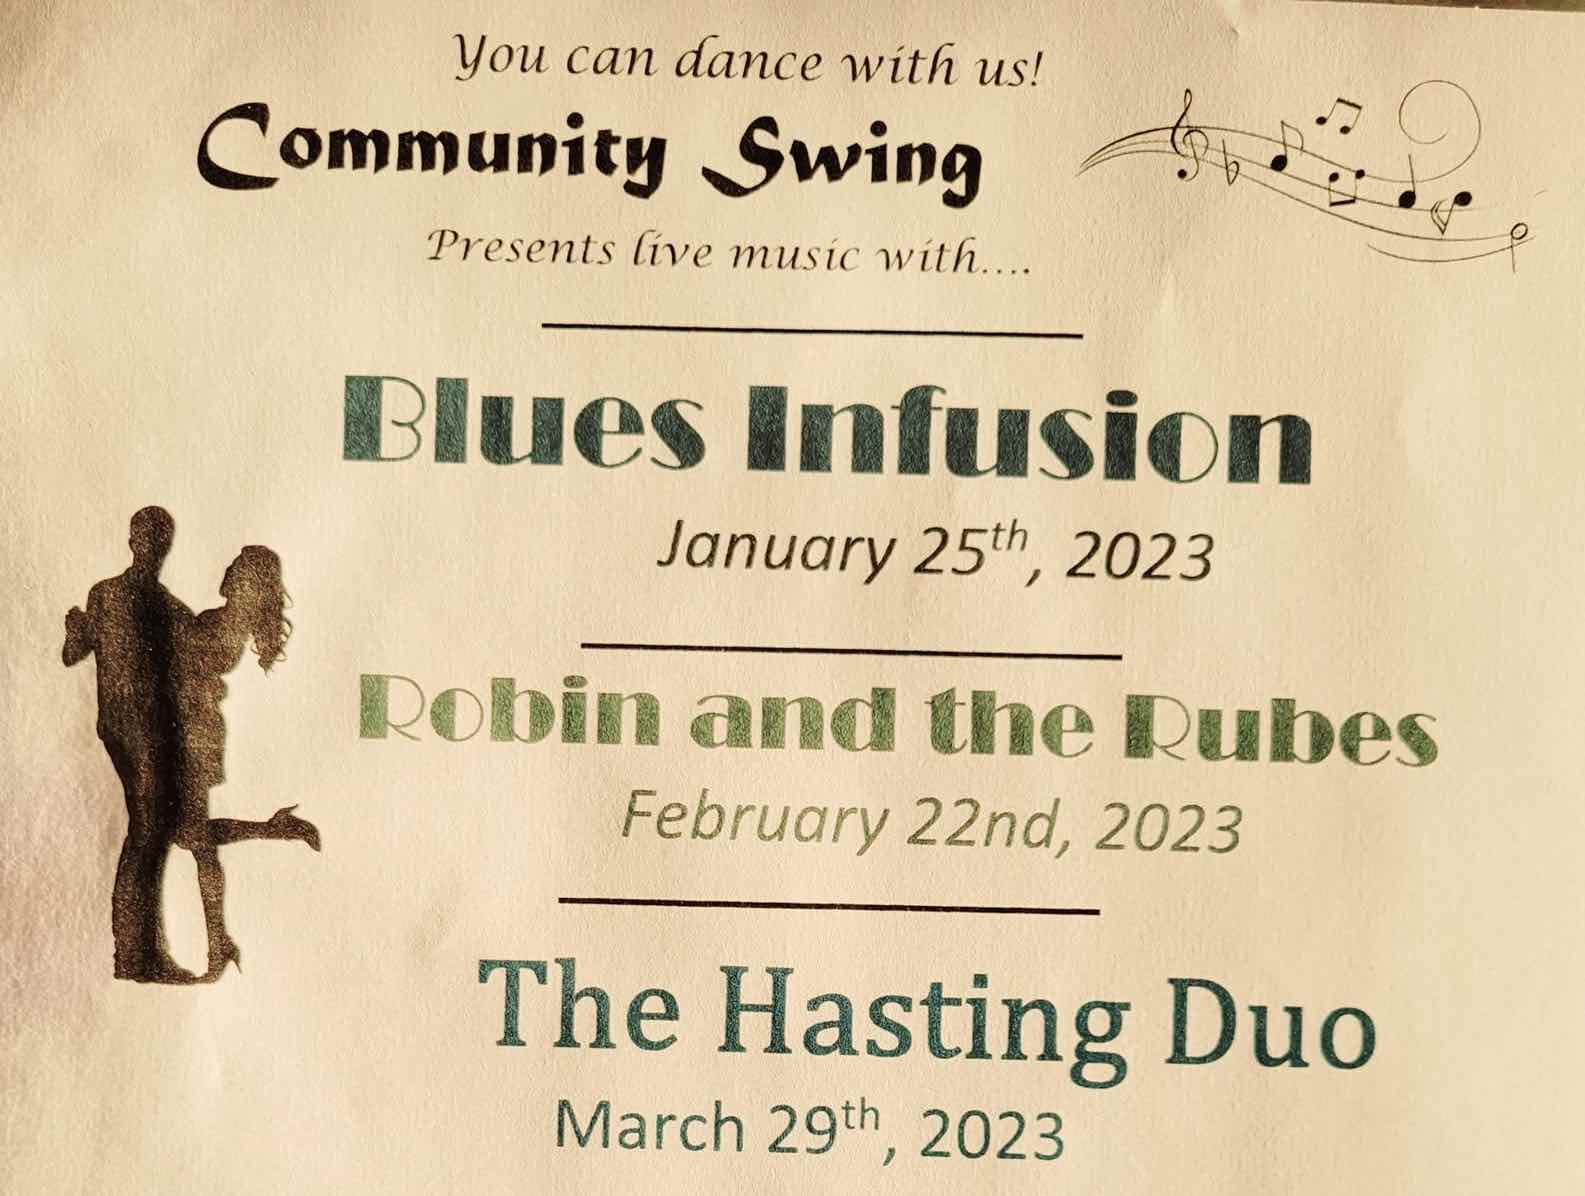 You can dance with us!
Community Swing
Presents live music with....
Blues Infusion
January 25th, 2023
Robin and the Rubes
February 22nd, 2023
The Hasting Duo
March 29th, 2023